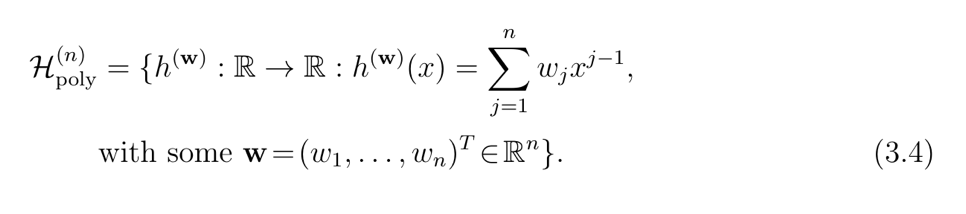 $\mathcal{H}_{\text{poly}}^{(n)} = \{h^{(\mathbf{w})} : \mathbb{R} \to \mathbb{R} : h^{(\mathbf{w})}(x) = \sum_{j=1}^{n} w_j x^{j-1},$
with some $\mathbf{w} = (w_1, \ldots, w_n)^T \in \mathbb{R}^n\}.$ (3.4)